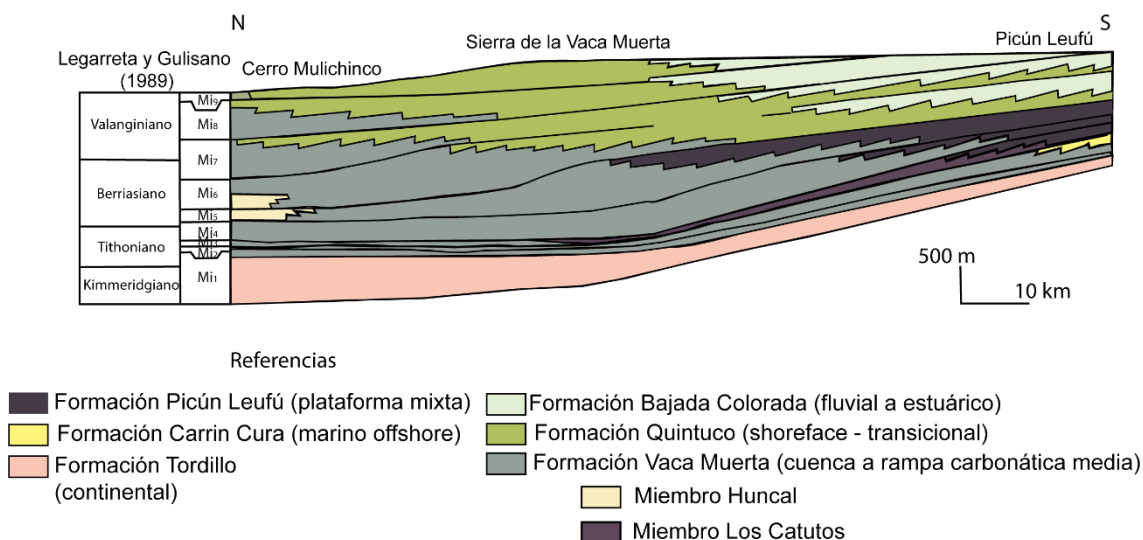 N
S
Sierra de la Vaca Muerta
Picún Leufú
Legarreta y Gulisano
(1989)
Cerro Mulichinco
Valanginiano
Berriasiano
Tithoniano
Kimmeridgiano
Mi9
Mi8
Mi7
Mi6
Mi5
Mi4
Mi3
Mi2
Mi1
500 m
10 km
Referencias
Formación Picún Leufú (plataforma mixta)
Formación Carrin Cura (marino offshore)
Formación Tordillo
(continental)
Formación Bajada Colorada (fluvial a estuárico)
Formación Quintuco (shoreface - transicional)
Formación Vaca Muerta (cuenca a rampa carbonática media)
Miembro Huncal
Miembro Los Catutos